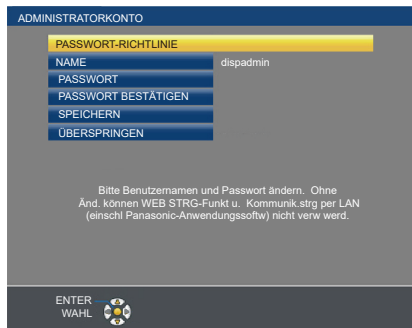 ADMINISTRATORKONTO
PASSWORT-RICHTLINIE
NAME dispadmin
PASSWORT
PASSWORT BESTÄTIGEN
SPEICHERN
ÜBERSPRINGEN
Bitte Benutzernamen und Passwort ändern. Ohne
Änd. können WEB STRG-Funkt u. Kommunik.strg per LAN
(einschl Panasonic-Anwendungssoftw) nicht verw werd.
ENTER
WAHL